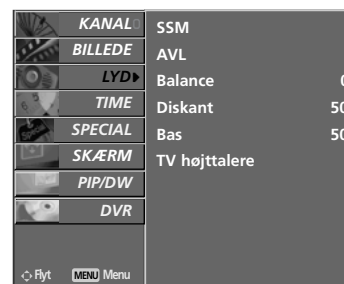 KANAL
BILLEDE
LYD
TIME
SPECIAL
SKÆRM
PIP/DW
DVR
Flyt MENU Menu
SSM
AVL
Balance 0
Diskant 50
Bas 50
TV højttalere